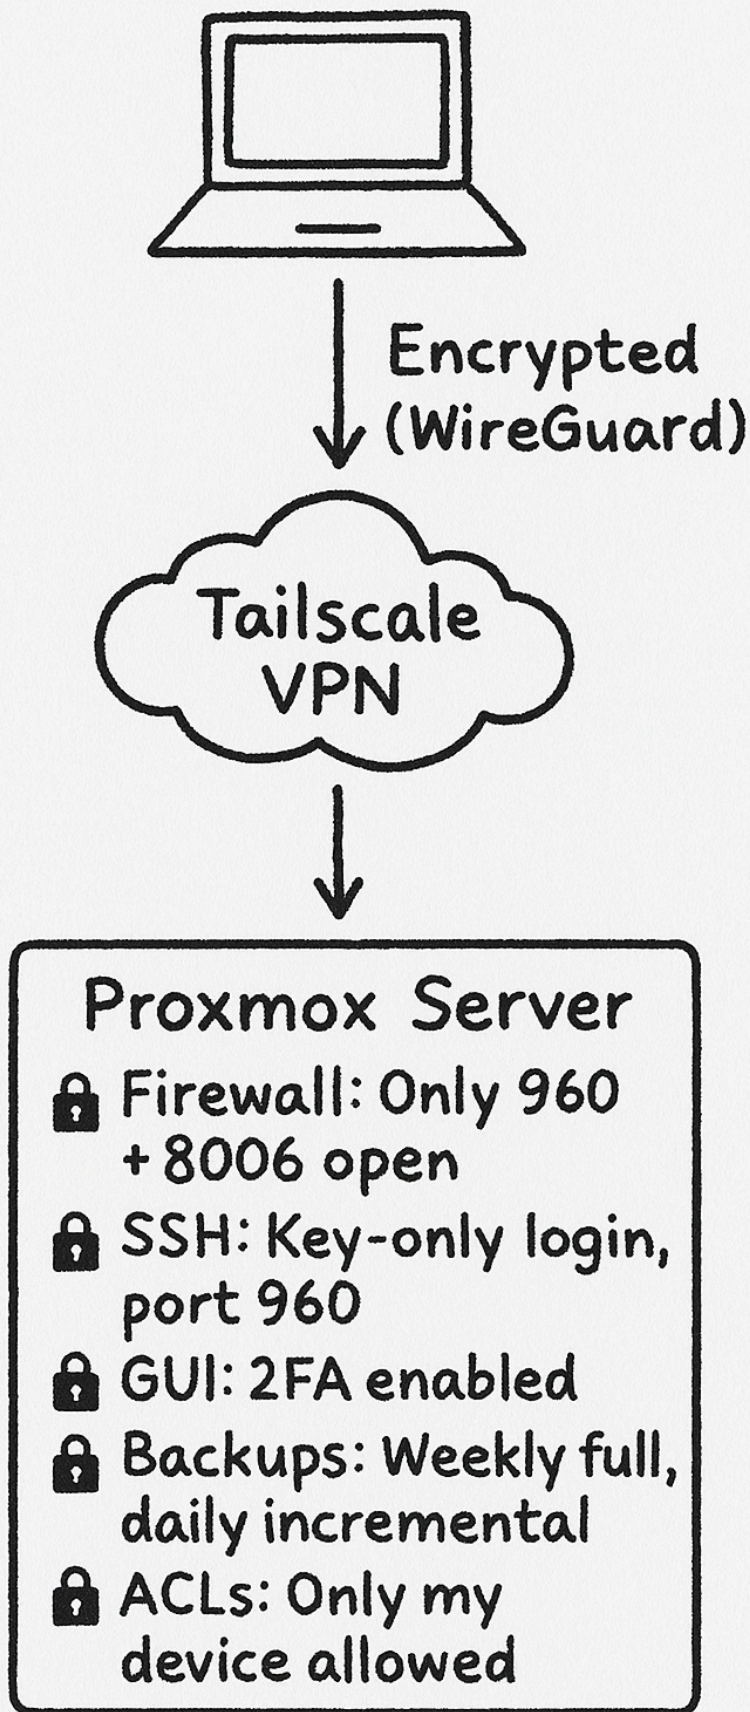 Encrypted
(WireGuard)
Tailscale
VPN
Proxmox Server
Firewall: Only 960
+ 8006 open
SSH: Key-only login,
port 960
GUI: 2FA enabled
Backups: Weekly full,
daily incremental
ACLs: Only my
device allowed